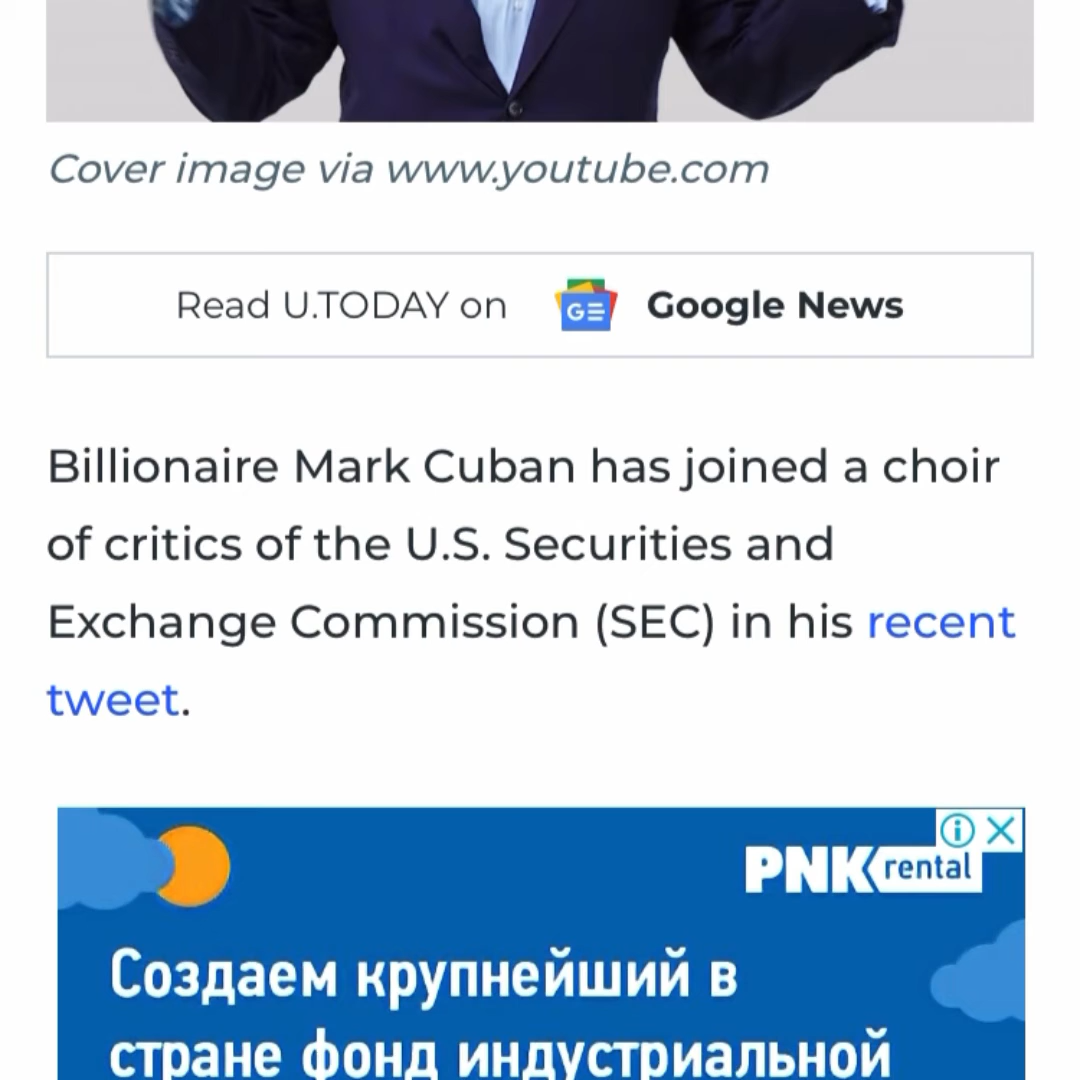 Cover image via www.youtube.com
Read U.TODAY on GE Google News
Billionaire Mark Cuban has joined a choir
of critics of the U.S. Securities and
Exchange Commission (SEC) in his recent
tweet.
PNK rental
Создаем крупнейший в
стране фонд индустриальной